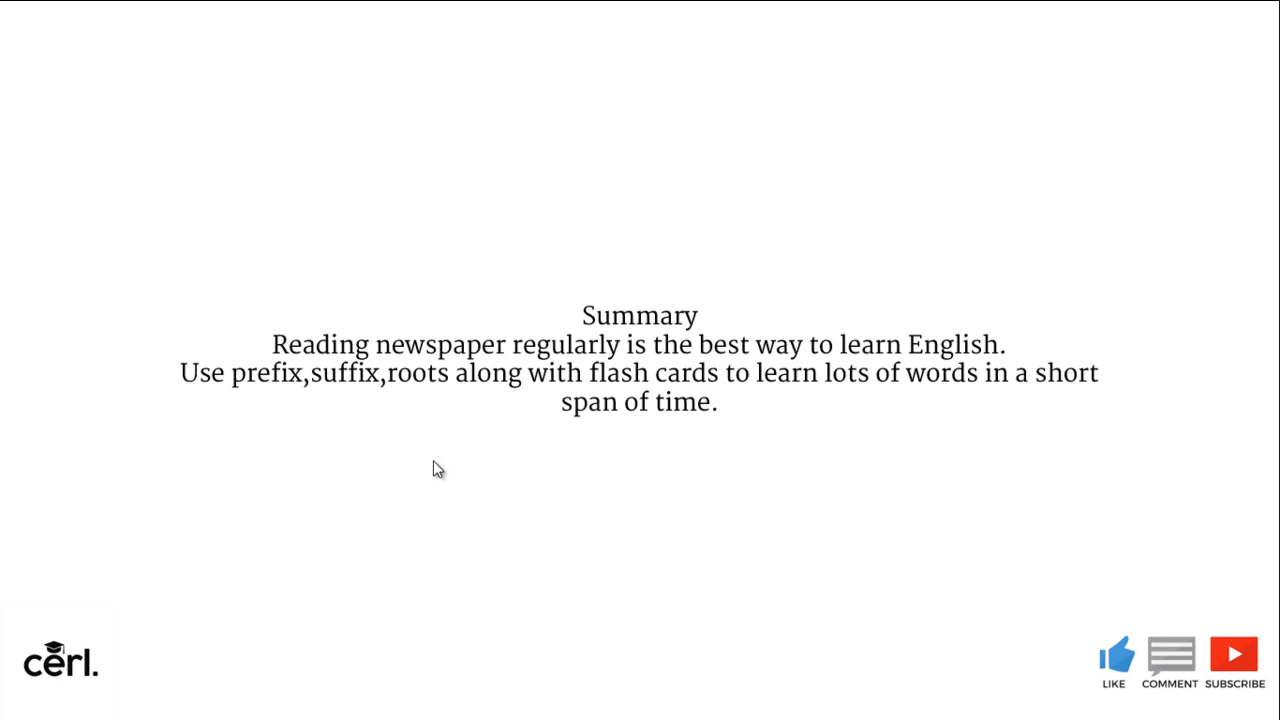 Summary
Reading newspaper regularly is the best way to learn English.
Use prefix,suffix,roots along with flash cards to learn lots of words in a short
span of time.
cerl.
LIKE COMMENT SUBSCRIBE